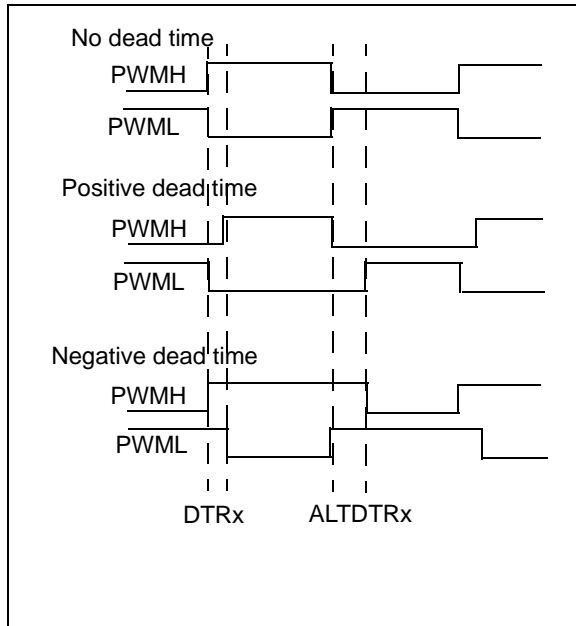 No dead time
PWMH
PWML
Positive dead time
PWMH
PWML
Negative dead time
PWMH
PWML
DTRx ALTDTRx